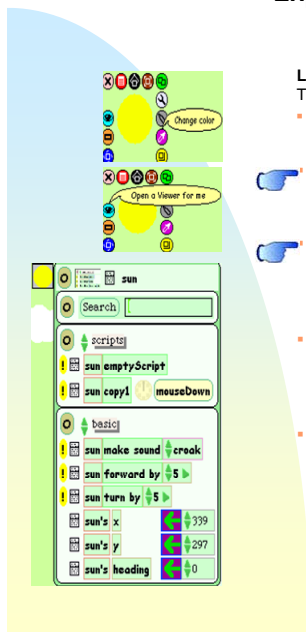 L
T
Change color
Open a Viewer for me
sun
Search
scripts
! sun emptyScript
! sun copy1 mouseDown
basic
! sun make sound croak
! sun forward by 5
! sun turn by 5
sun's x 339
sun's y 297
sun's heading 0